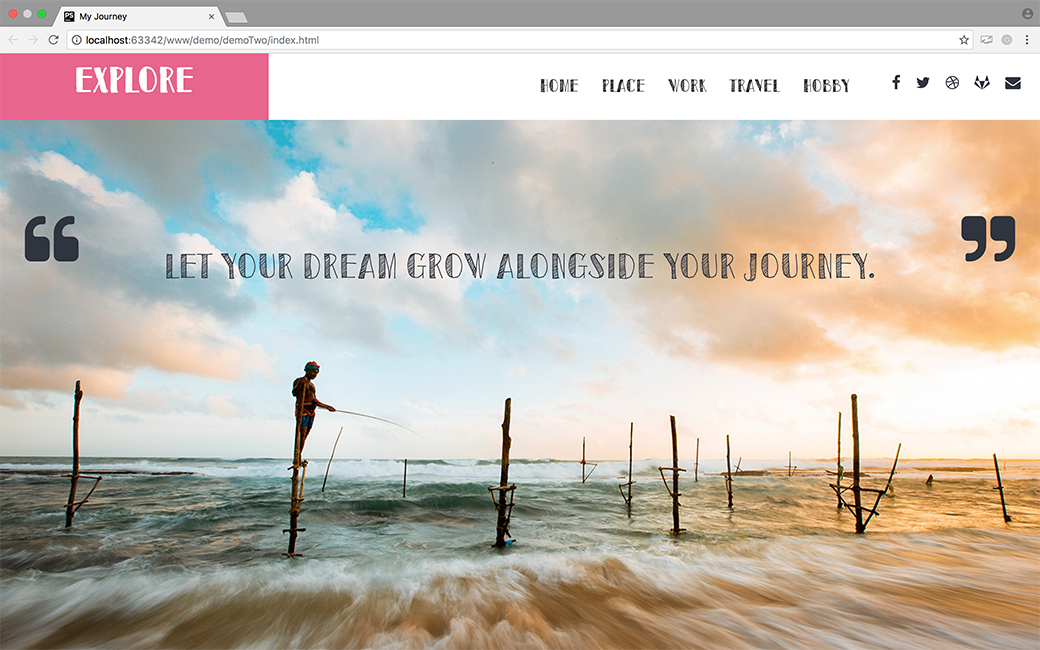 PS My Journey
localhost:63342/www/demo/demoTwo/index.html
EXPLORE
HOME PLACE WORK TRAVEL HOBBY
“ ”
LET YOUR DREAM GROW ALONGSIDE YOUR JOURNEY.